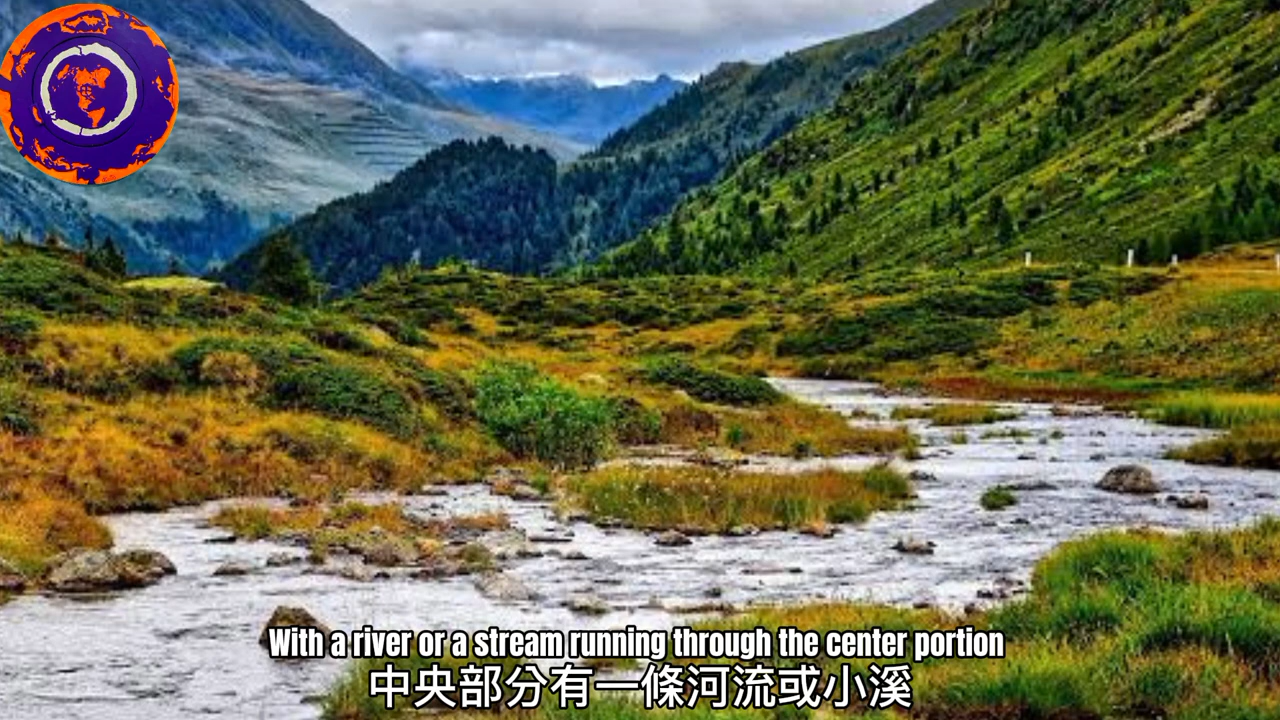 With a river or a stream running through the center portion
中央部分有一條河流或小溪